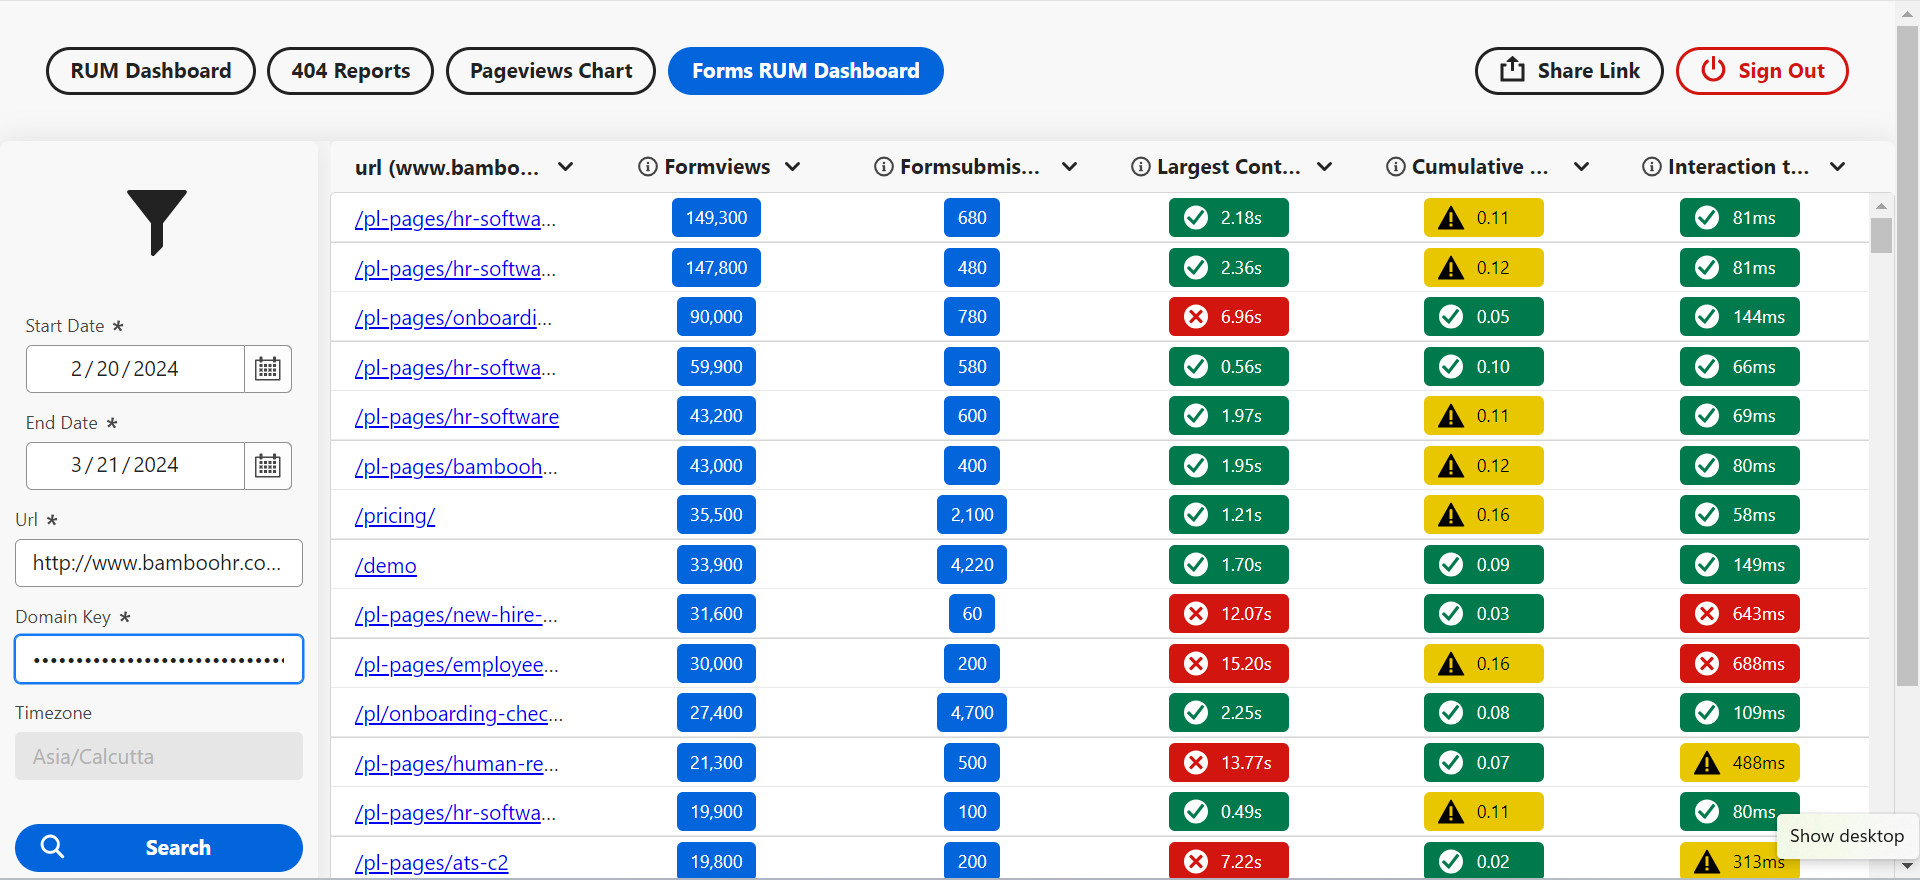 RUM Dashboard 404 Reports Pageviews Chart Forms RUM Dashboard Share Link Sign Out
Start Date *
2/20/2024
End Date *
3/21/2024
Url *
http://www.bamboohr.co...
Domain Key *
••••••••••••••••••••••••••••••
Timezone
Asia/Calcutta
Search
url (www.bambo... Formviews Formsubmis... Largest Cont... Cumulative ... Interaction t...
/pl-pages/hr-softwa... 149,300 680 2.18s 0.11 81ms
/pl-pages/hr-softwa... 147,800 480 2.36s 0.12 81ms
/pl-pages/onboardi... 90,000 780 6.96s 0.05 144ms
/pl-pages/hr-softwa... 59,900 580 0.56s 0.10 66ms
/pl-pages/hr-software 43,200 600 1.97s 0.11 69ms
/pl-pages/bambooh... 43,000 400 1.95s 0.12 80ms
/pricing/ 35,500 2,100 1.21s 0.16 58ms
/demo 33,900 4,220 1.70s 0.09 149ms
/pl-pages/new-hire-... 31,600 60 12.07s 0.03 643ms
/pl-pages/employee... 30,000 200 15.20s 0.16 688ms
/pl/onboarding-chec... 27,400 4,700 2.25s 0.08 109ms
/pl-pages/human-re... 21,300 500 13.77s 0.07 488ms
/pl-pages/hr-softwa... 19,900 100 0.49s 0.11 80ms
/pl-pages/ats-c2 19,800 200 7.22s 0.02 313ms
Show desktop